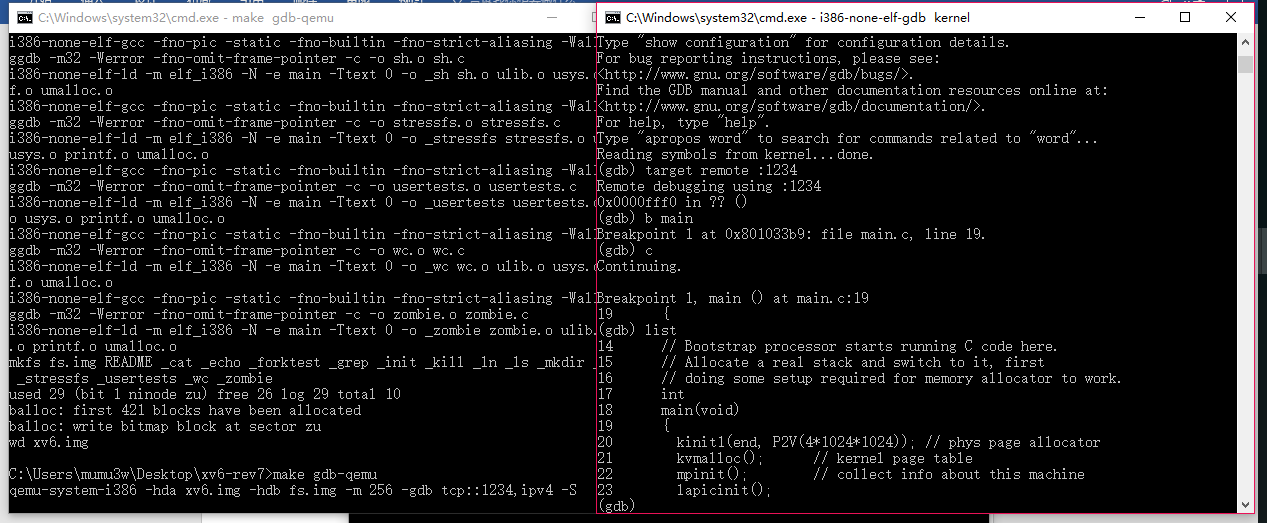 C:\Windows\system32\cmd.exe - make  gdb-qemu
i386-none-elf-gcc -fno-pic -static -fno-builtin -fno-strict-aliasing -Wal
ggdb -m32 -Werror -fno-omit-frame-pointer -c -o sh.o sh.c
i386-none-elf-ld -m elf_i386 -N -e main -Ttext 0 -o _sh sh.o ulib.o usys.
f.o umalloc.o
i386-none-elf-gcc -fno-pic -static -fno-builtin -fno-strict-aliasing -Wal
ggdb -m32 -Werror -fno-omit-frame-pointer -c -o stressfs.o stressfs.c
i386-none-elf-ld -m elf_i386 -N -e main -Ttext 0 -o _stressfs stressfs.o
usys.o printf.o umalloc.o
i386-none-elf-gcc -fno-pic -static -fno-builtin -fno-strict-aliasing -Wal
ggdb -m32 -Werror -fno-omit-frame-pointer -c -o usertests.o usertests.c
i386-none-elf-ld -m elf_i386 -N -e main -Ttext 0 -o _usertests usertests.
o usys.o printf.o umalloc.o
i386-none-elf-gcc -fno-pic -static -fno-builtin -fno-strict-aliasing -Wal
ggdb -m32 -Werror -fno-omit-frame-pointer -c -o wc.o wc.c
i386-none-elf-ld -m elf_i386 -N -e main -Ttext 0 -o _wc wc.o ulib.o usys.
f.o umalloc.o
i386-none-elf-gcc -fno-pic -static -fno-builtin -fno-strict-aliasing -Wal
ggdb -m32 -Werror -fno-omit-frame-pointer -c -o zombie.o zombie.c
i386-none-elf-ld -m elf_i386 -N -e main -Ttext 0 -o _zombie zombie.o ulib.
.o printf.o umalloc.o
mkfs fs.img README _cat _echo _forktest _grep _init _kill _ln _ls _mkdir _
_stressfs _usertests _wc _zombie
used 29 (bit 1 ninode zu) free 26 log 29 total 10
balloc: first 421 blocks have been allocated
balloc: write bitmap block at sector zu
wd xv6.img
C:\Users\mumu3w\Desktop\xv6-rev7>make gdb-qemu
qemu-system-i386 -hda xv6.img -hdb fs.img -m 256 -gdb tcp::1234,ipv4 -S
C:\Windows\system32\cmd.exe - i386-none-elf-gdb  kernel
Type "show configuration" for configuration details.
For bug reporting instructions, please see:
<http://www.gnu.org/software/gdb/bugs/>.
Find the GDB manual and other documentation resources online at:
<http://www.gnu.org/software/gdb/documentation/>.
For help, type "help".
Type "apropos word" to search for commands related to "word"...
Reading symbols from kernel...done.
(gdb) target remote :1234
Remote debugging using :1234
0x0000fff0 in ?? ()
(gdb) b main
Breakpoint 1 at 0x801033b9: file main.c, line 19.
(gdb) c
Continuing.
Breakpoint 1, main () at main.c:19
19      {
(gdb) list
14      // Bootstrap processor starts running C code here.
15      // Allocate a real stack and switch to it, first
16      // doing some setup required for memory allocator to work.
17      int
18      main(void)
19      {
20        kinit1(end, P2V(4*1024*1024)); // phys page allocator
21        kvmalloc();      // kernel page table
22        mpinit();        // collect info about this machine
23        lapicinit();
(gdb)